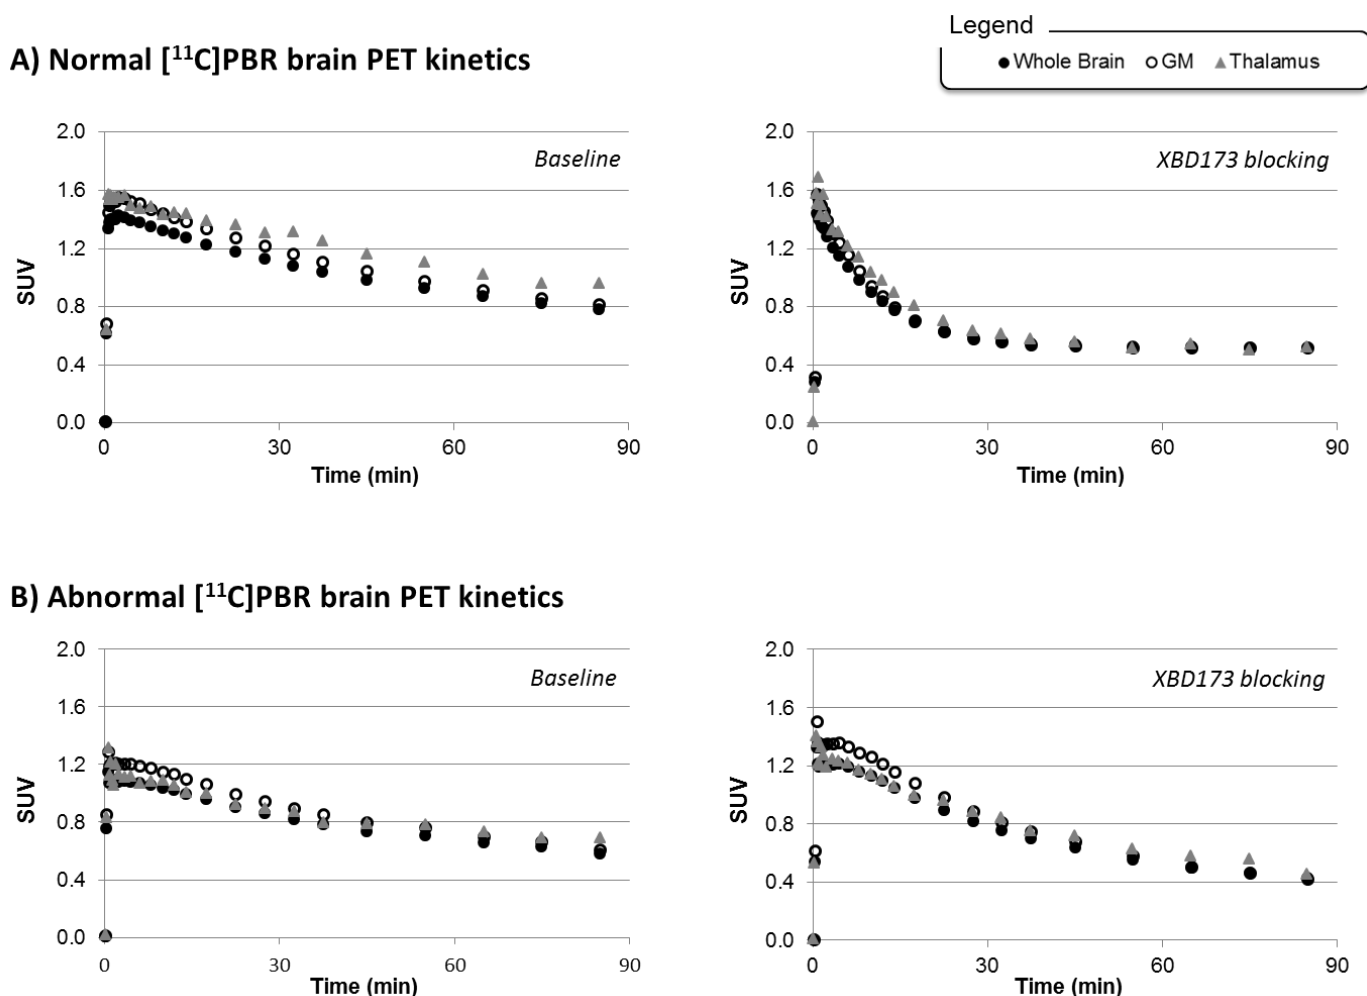 Legend
● Whole Brain ○ GM ▲ Thalamus
A) Normal [¹¹C]PBR brain PET kinetics
Baseline
2.0
1.6
1.2
0.8
0.4
0.0
SUV
0 30 60 90
Time (min)
XBD173 blocking
2.0
1.6
1.2
0.8
0.4
0.0
SUV
0 30 60 90
Time (min)
B) Abnormal [¹¹C]PBR brain PET kinetics
Baseline
2.0
1.6
1.2
0.8
0.4
0.0
SUV
0 30 60 90
Time (min)
XBD173 blocking
2.0
1.6
1.2
0.8
0.4
0.0
SUV
0 30 60 90
Time (min)